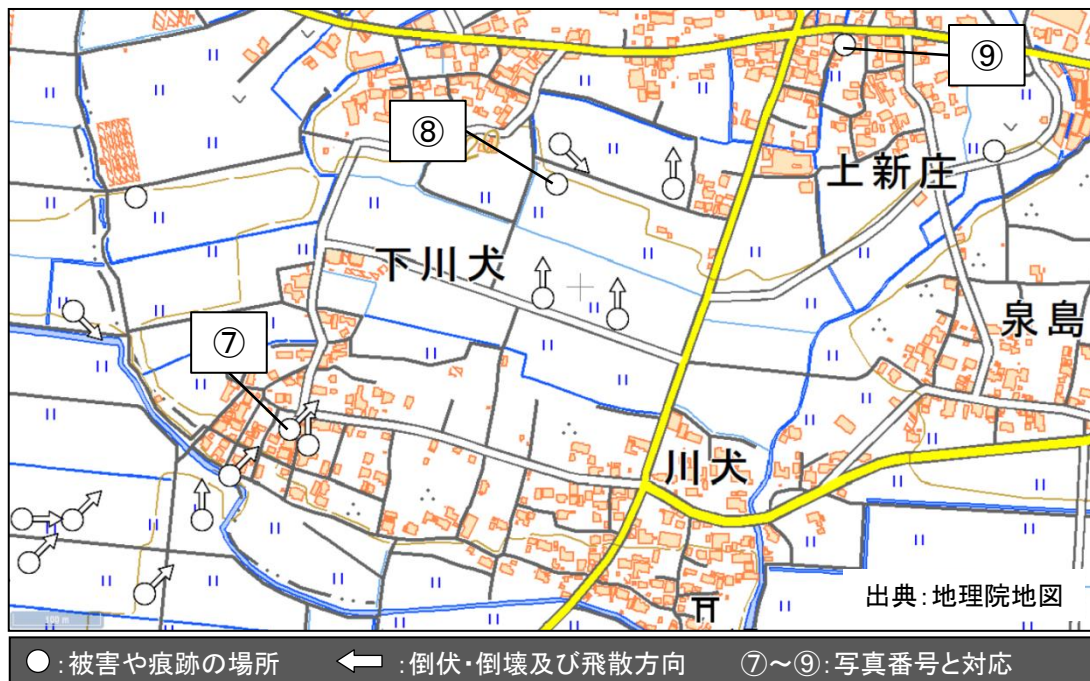 ⑨
⑧
上新庄
下川犬
泉島
⑦
川犬
出典:地理院地図
100 m
○:被害や痕跡の場所 ⇦:倒伏・倒壊及び飛散方向 ⑦～⑨:写真番号と対応